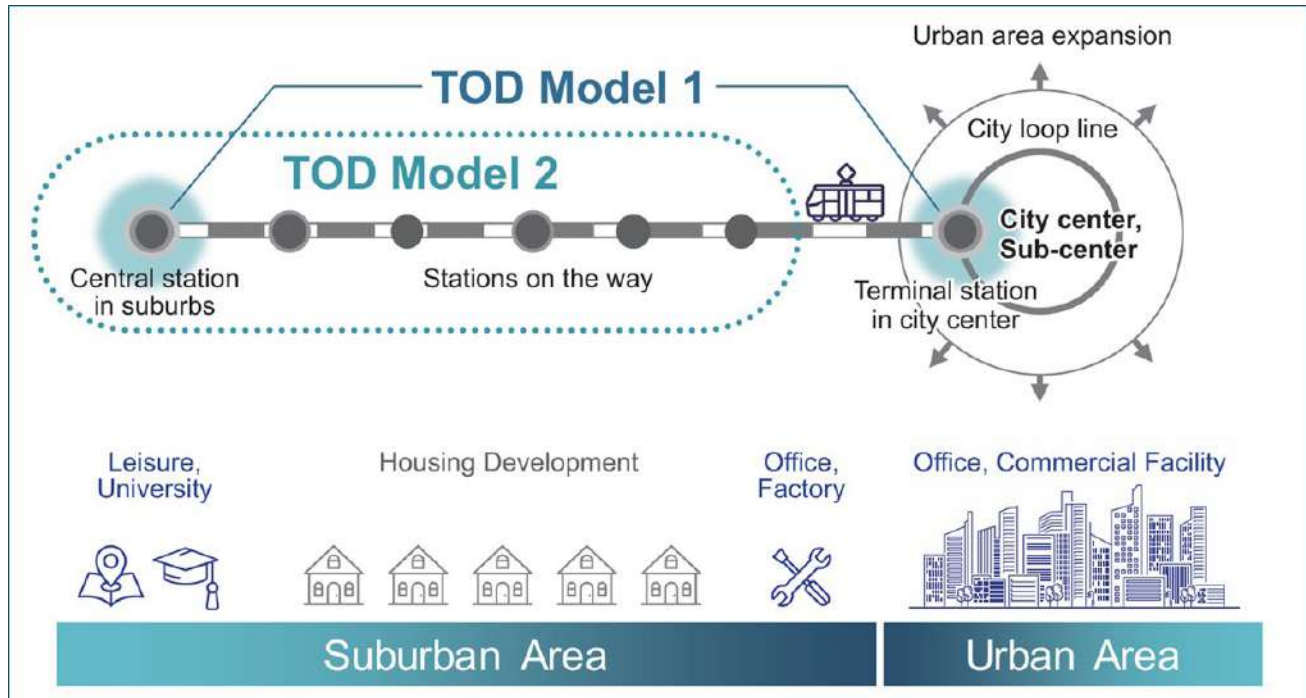 Urban area expansion
TOD Model 1
City loop line
TOD Model 2
City center,
Sub-center
Central station
in suburbs
Stations on the way
Terminal station
in city center
Leisure,
University
Housing Development
Office,
Factory
Office, Commercial Facility
Suburban Area
Urban Area